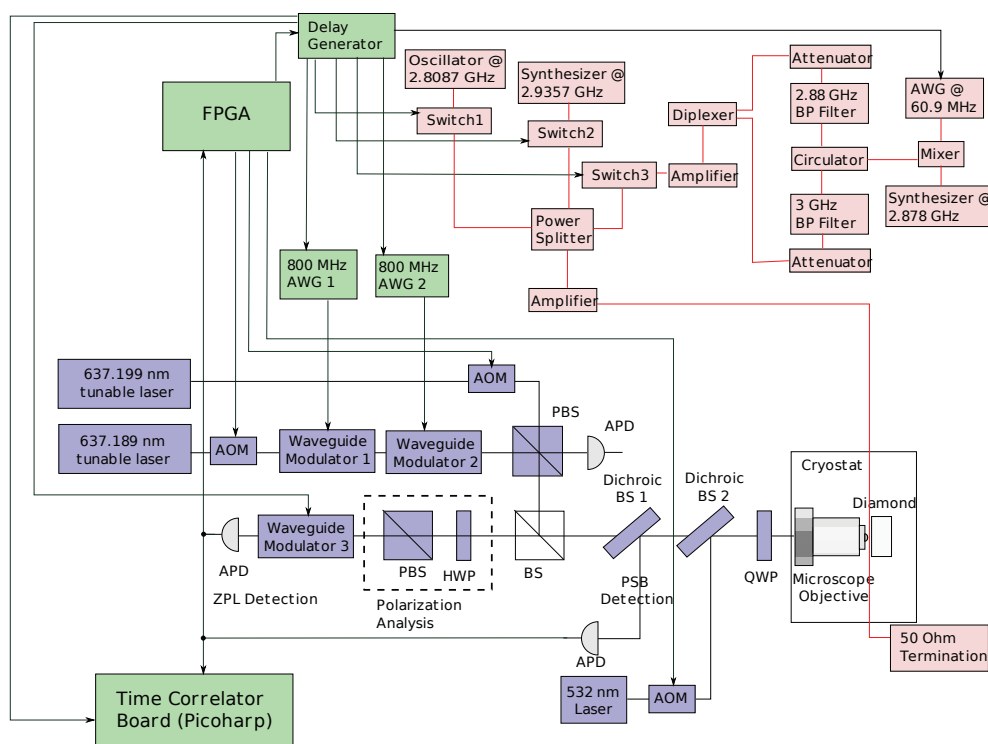 Delay
Generator
FPGA
Oscillator @
2.8087 GHz
Synthesizer @
2.9357 GHz
Switch1
Switch2
Switch3
Amplifier
Diplexer
Attenuator
2.88 GHz
BP Filter
Circulator
3 GHz
BP Filter
Attenuator
AWG @
60.9 MHz
Mixer
Synthesizer @
2.878 GHz
Power
Splitter
Amplifier
800 MHz
AWG 1
800 MHz
AWG 2
637.199 nm
tunable laser
AOM
637.189 nm
tunable laser
AOM
Waveguide
Modulator 1
Waveguide
Modulator 2
PBS
APD
Dichroic
BS 1
Dichroic
BS 2
Cryostat
Diamond
Microscope
Objective
QWP
APD
ZPL Detection
Waveguide
Modulator 3
PBS
HWP
Polarization
Analysis
BS
PSB
Detection
APD
50 Ohm
Termination
532 nm
Laser
AOM
Time Correlator
Board (Picoharp)